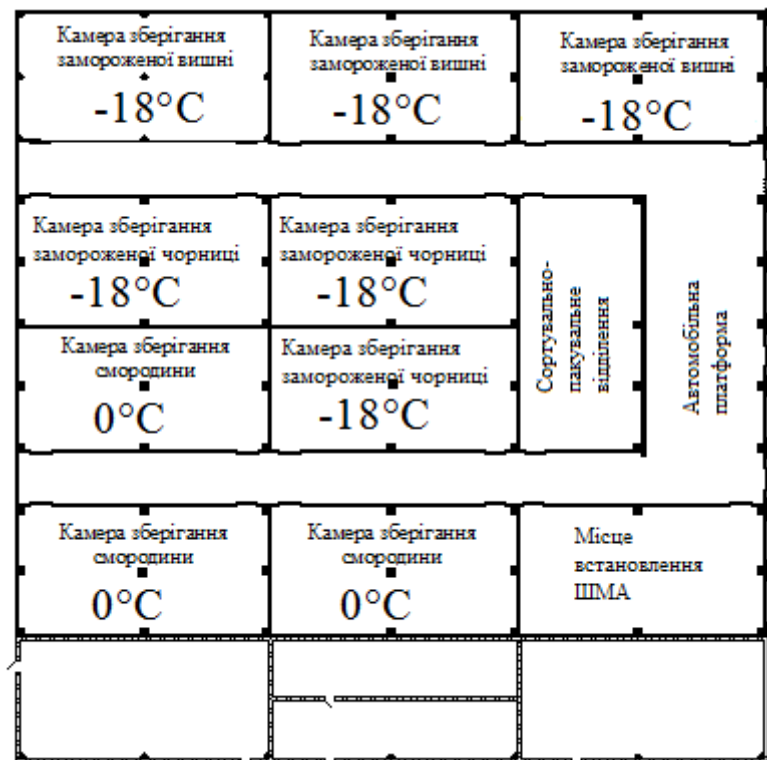 Камера зберігання
замороженої вишні
-18°C
Камера зберігання
замороженої вишні
-18°C
Камера зберігання
замороженої вишні
-18°C
Камера зберігання
замороженої чорниці
-18°C
Камера зберігання
замороженої чорниці
-18°C
Сортувально-
пакувальне
відділення
Автомобільна
платформа
Камера зберігання
смородини
0°C
Камера зберігання
замороженої чорниці
-18°C
Камера зберігання
смородини
0°C
Камера зберігання
смородини
0°C
Місце
встановлення
ШМА